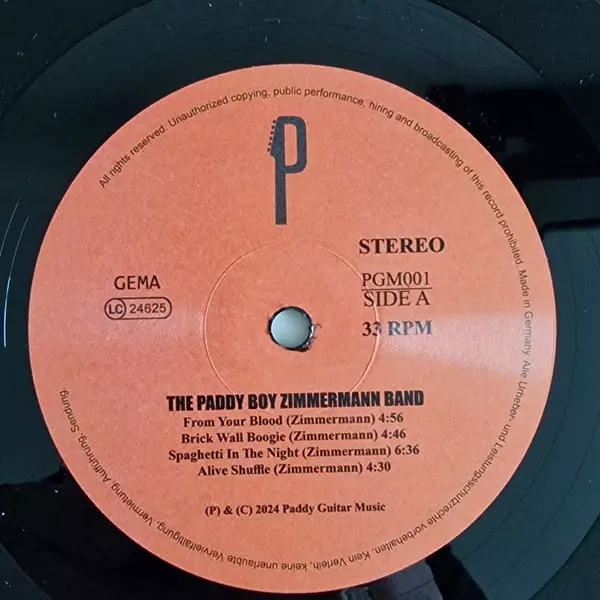 All rights reserved. Unauthorized copying, public performance, hiring and broadcasting of this record prohibited. Made in Germany. Alle Urheber- und Leistungsschutzrechte vorbehalten. Kein Verleih, keine unerlaubte Vervielfältigung, Vermietung, Aufführung, Sendung.
P
STEREO
PGM001
SIDE A
33 RPM
GEMA
LC 24625
THE PADDY BOY ZIMMERMANN BAND
From Your Blood (Zimmermann) 4:56
Brick Wall Boogie (Zimmermann) 4:46
Spaghetti In The Night (Zimmermann) 6:36
Alive Shuffle (Zimmermann) 4:30
(P) & (C) 2024 Paddy Guitar Music